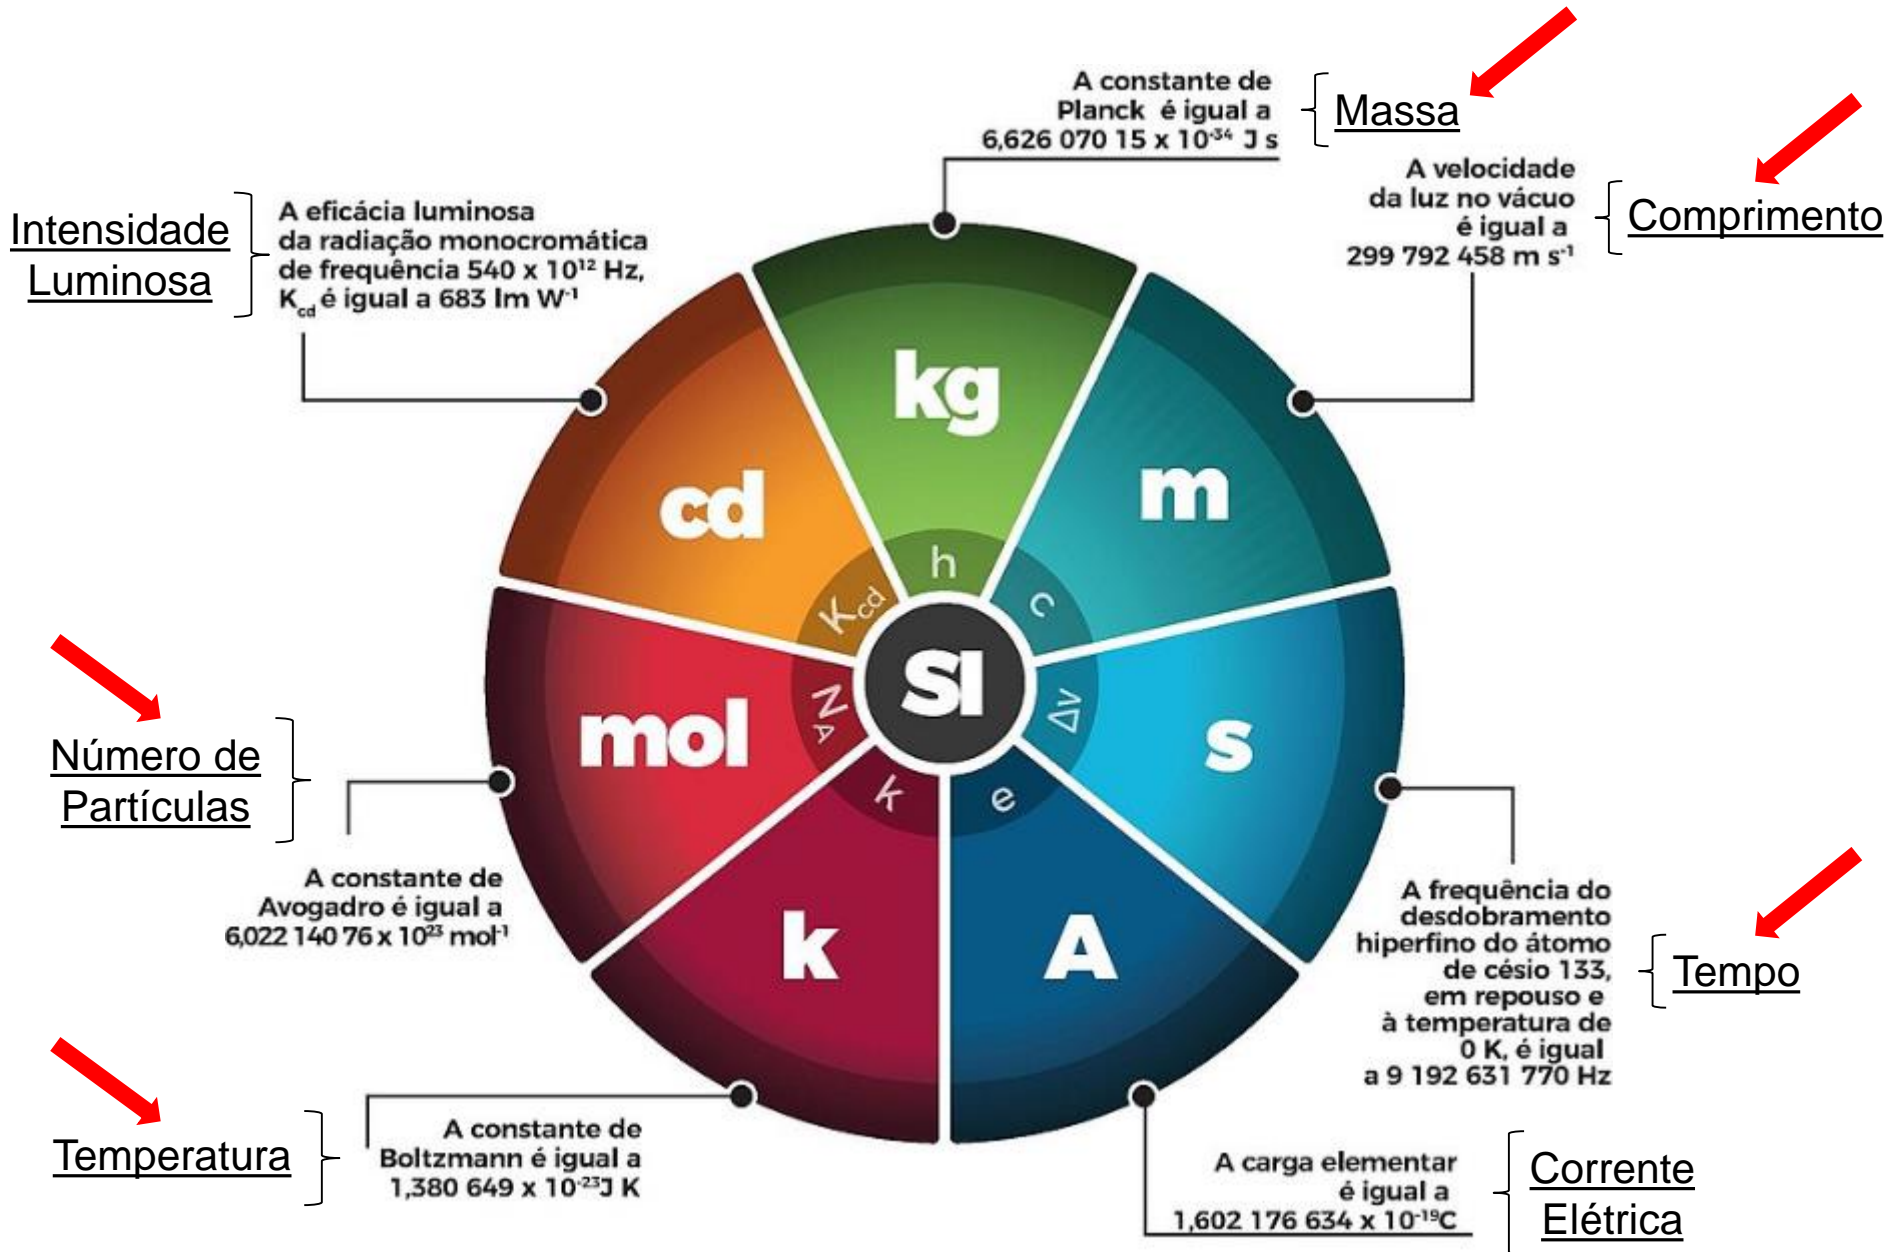 A constante de
Planck é igual a
6,626 070 15 x 10⁻³⁴ J s
Massa
A velocidade
da luz no vácuo
é igual a
299 792 458 m s⁻¹
Comprimento
Intensidade
Luminosa
A eficácia luminosa
da radiação monocromática
de frequência 540 x 10¹² Hz,
K_cd é igual a 683 lm W⁻¹
kg
m
cd
h
c
K_cd
SI
mol
N_A
Δν
s
k
e
k
A
Número de
Partículas
A constante de
Avogadro é igual a
6,022 140 76 x 10²³ mol⁻¹
A frequência do
desdobramento
hiperfino do átomo
de césio 133,
em repouso e
à temperatura de
0 K, é igual
a 9 192 631 770 Hz
Tempo
Temperatura
A constante de
Boltzmann é igual a
1,380 649 x 10⁻²³J K
A carga elementar
é igual a
1,602 176 634 x 10⁻¹⁹C
Corrente
Elétrica